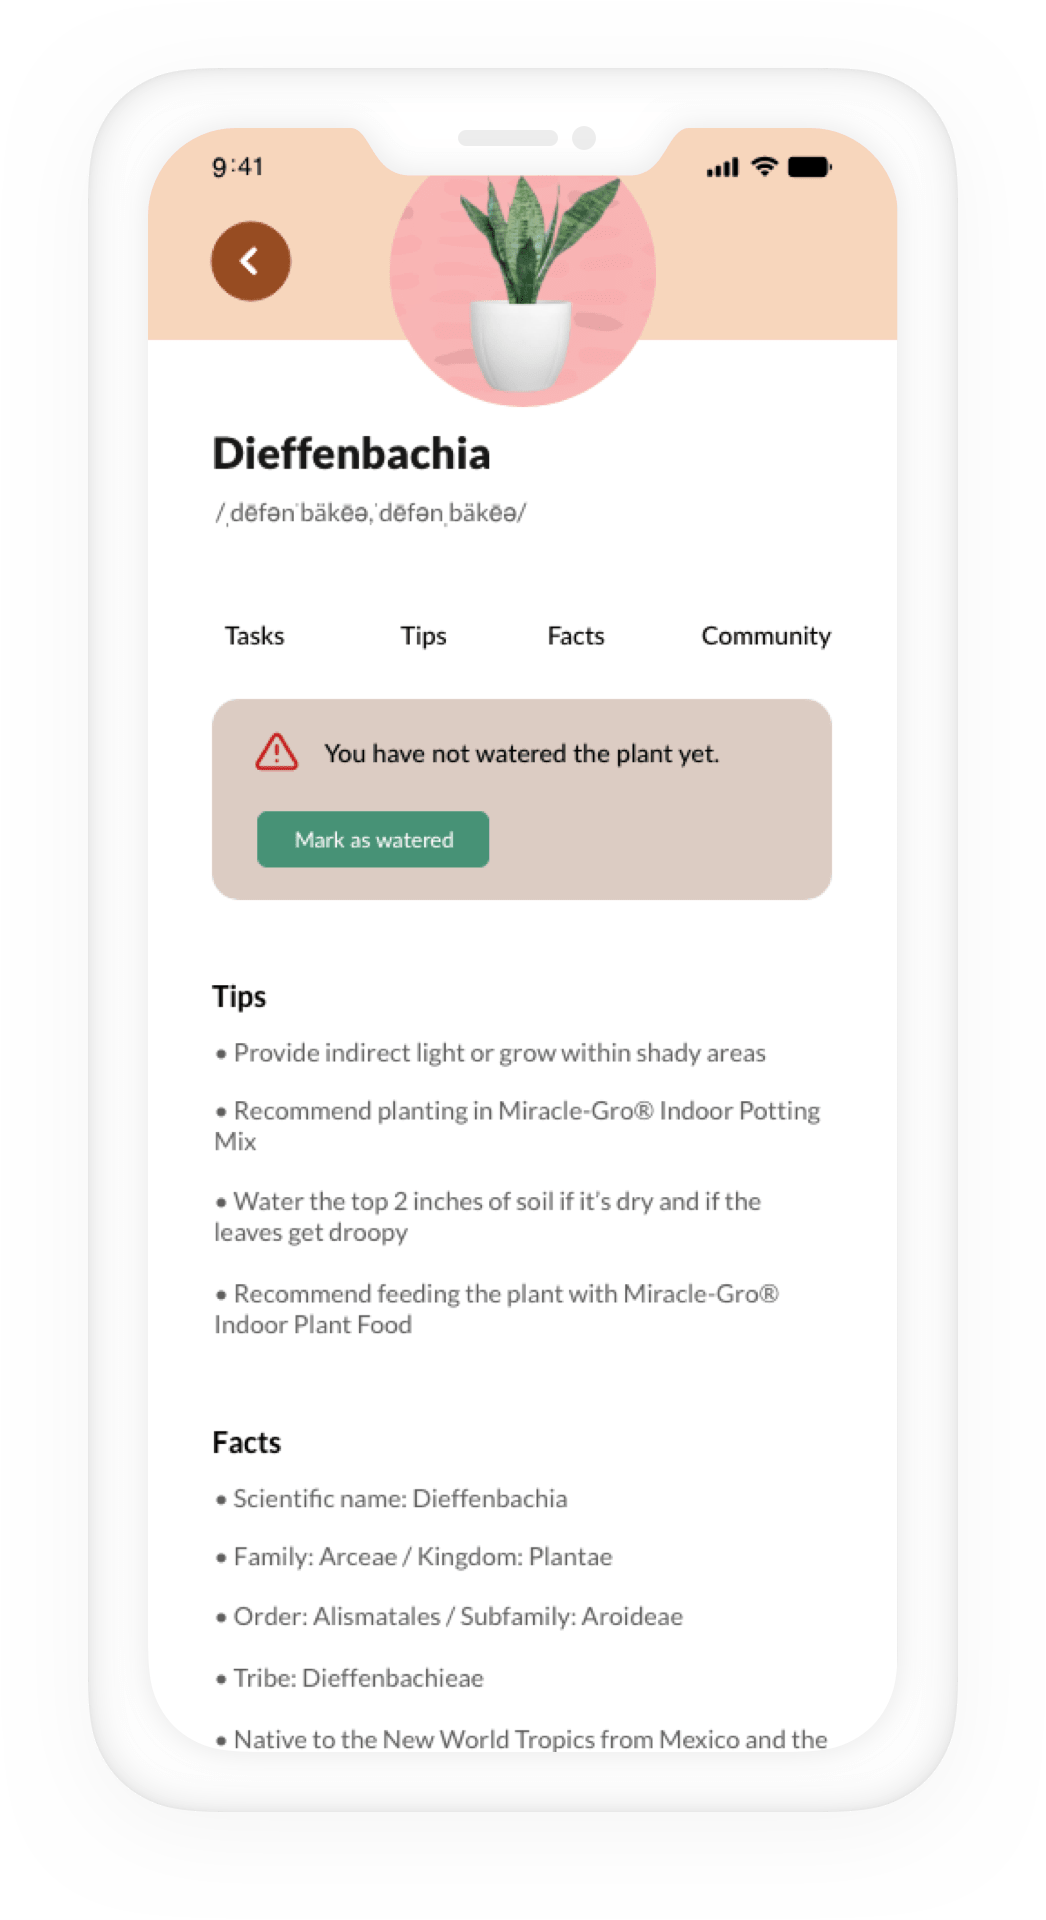 9:41
Dieffenbachia
/ˌdēfənˈbäkēə,ˈdēfənˌbäkēə/
Tasks Tips Facts Community
You have not watered the plant yet.
Mark as watered
Tips
• Provide indirect light or grow within shady areas
• Recommend planting in Miracle-Gro® Indoor Potting
Mix
• Water the top 2 inches of soil if it’s dry and if the
leaves get droopy
• Recommend feeding the plant with Miracle-Gro®
Indoor Plant Food
Facts
• Scientific name: Dieffenbachia
• Family: Arceae / Kingdom: Plantae
• Order: Alismatales / Subfamily: Aroideae
• Tribe: Dieffenbachieae
• Native to the New World Tropics from Mexico and the